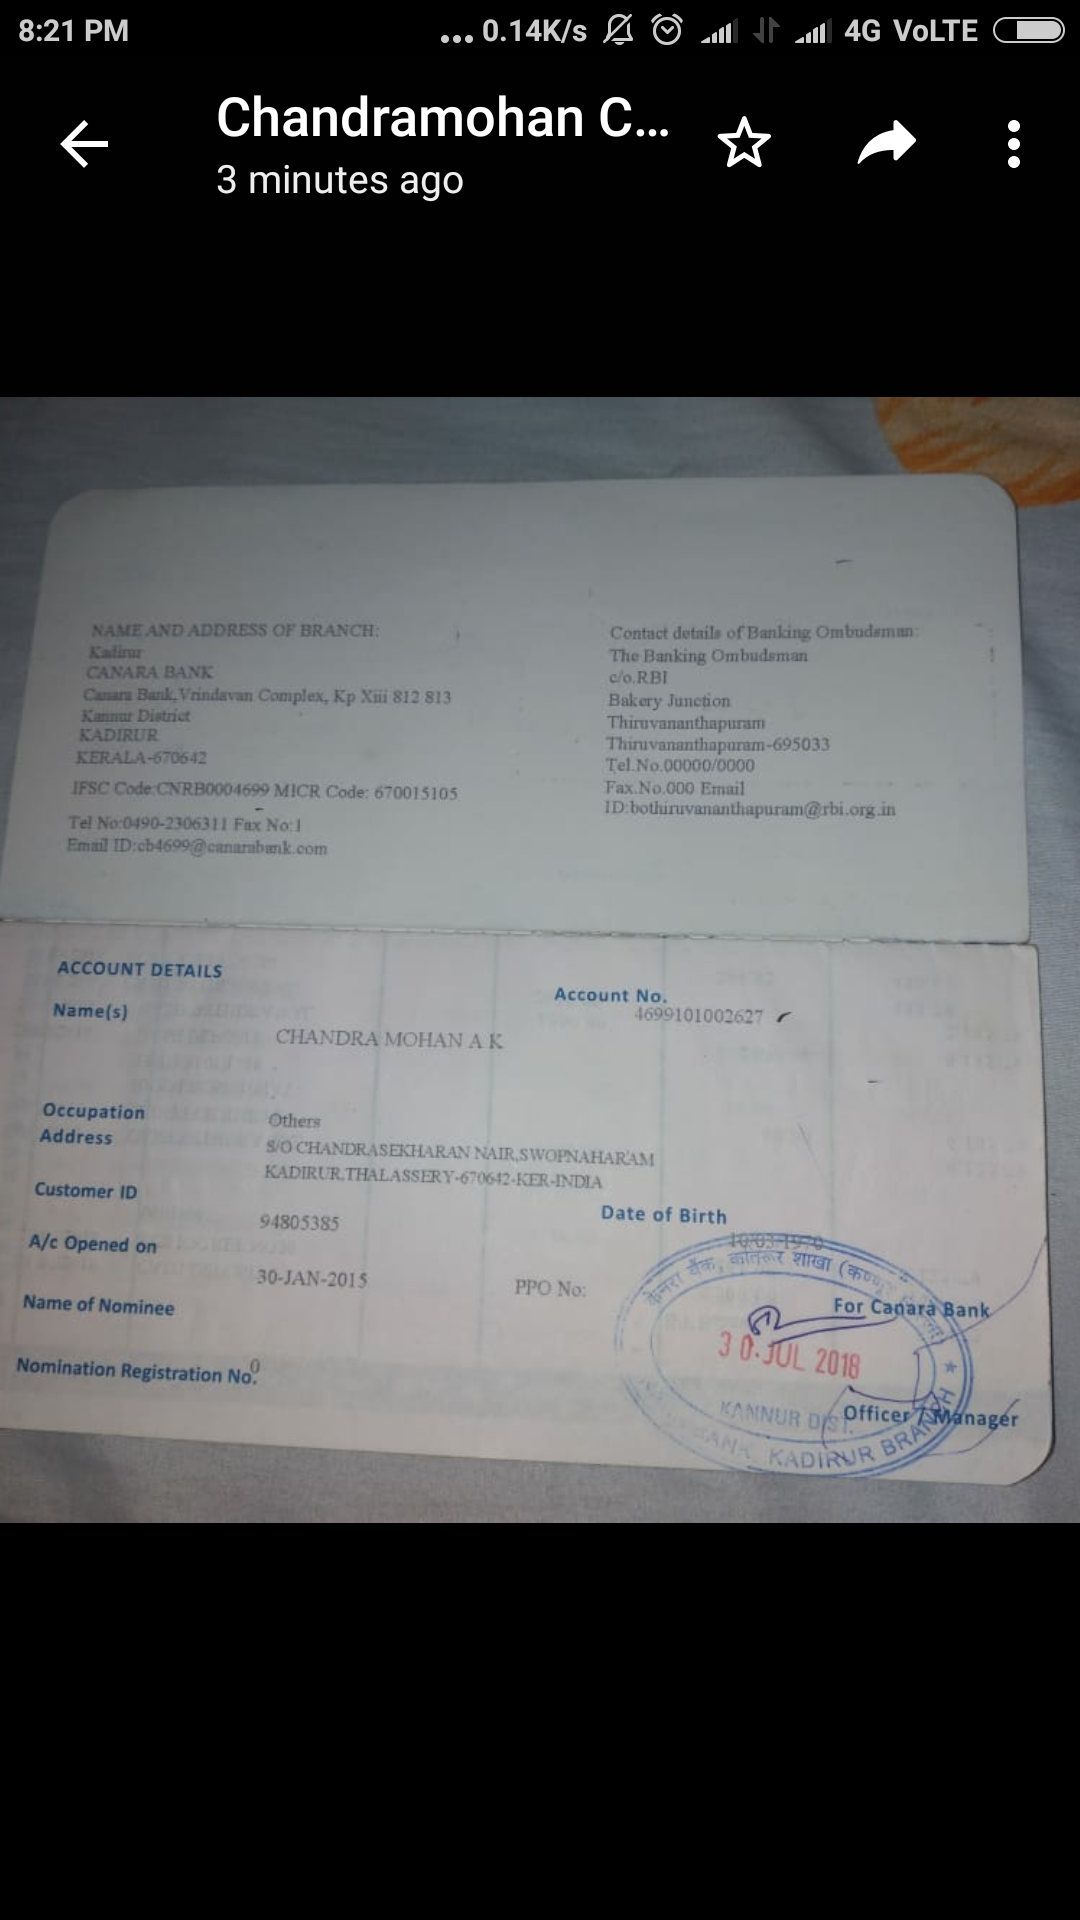 8:21 PM
... 0.14K/s 4G VoLTE
Chandramohan C...
3 minutes ago
NAME AND ADDRESS OF BRANCH:
Kadirur
CANARA BANK
Canara Bank,Vrindavan Complex, Kp Xiii 812 813
Kannur District
KADIRUR
KERALA-670642
IFSC Code:CNRB0004699 MICR Code: 670015105
Tel No:0490-2306311 Fax No:1
Email ID:cb4699@canarabank.com
Contact details of Banking Ombudsman:
The Banking Ombudsman
c/o.RBI
Bakery Junction
Thiruvananthapuram
Thiruvananthapuram-695033
Tel.No.00000/0000
Fax.No.000 Email
ID:bothiruvananthapuram@rbi.org.in
ACCOUNT DETAILS
Account No.
4699101002627
Name(s)
CHANDRA MOHAN A K
Occupation
Others
Address
S/O CHANDRASEKHARAN NAIR,SWOPNAHARAM
KADIRUR,THALASSERY-670642-KER-INDIA
Customer ID
94805385
Date of Birth
10/03/1970
A/c Opened on
30-JAN-2015
PPO No:
Name of Nominee
Nomination Registration No.
0
केनरा बैंक, शाखा
For Canara Bank
30 JUL 2018
KANNUR DIST.
Officer / Manager
BANK KADIRUR BRANCH